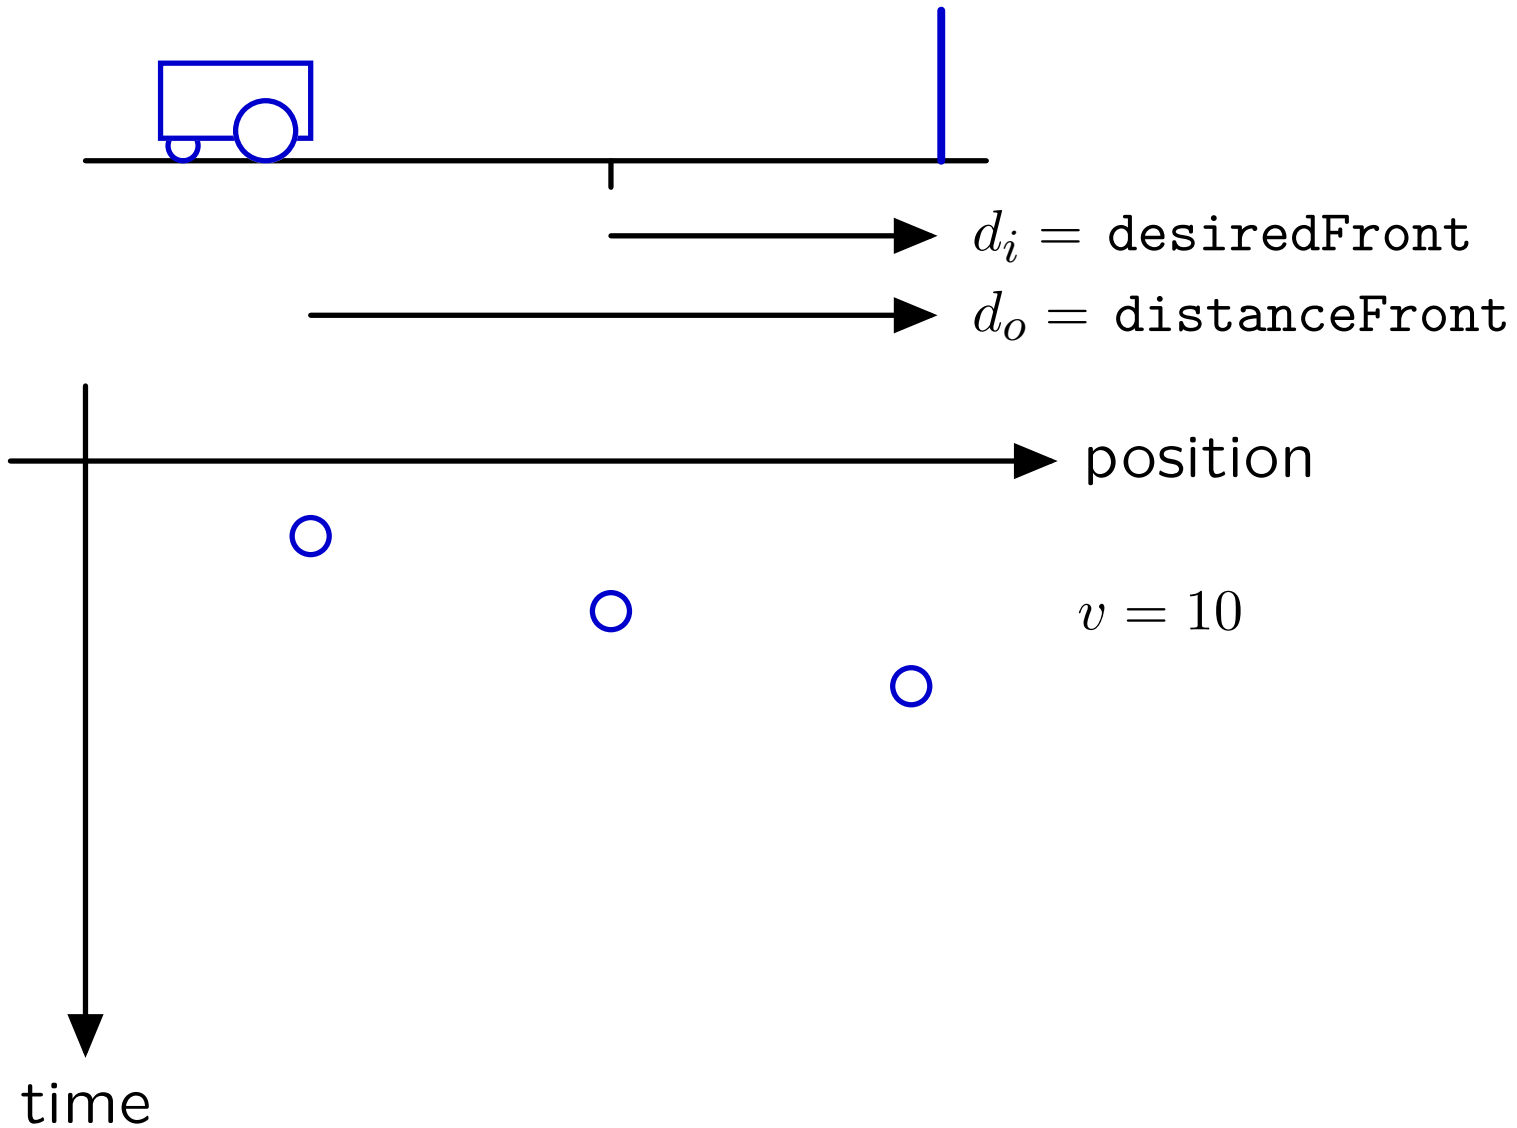 d_i = desiredFront
d_o = distanceFront
position
v = 10
time